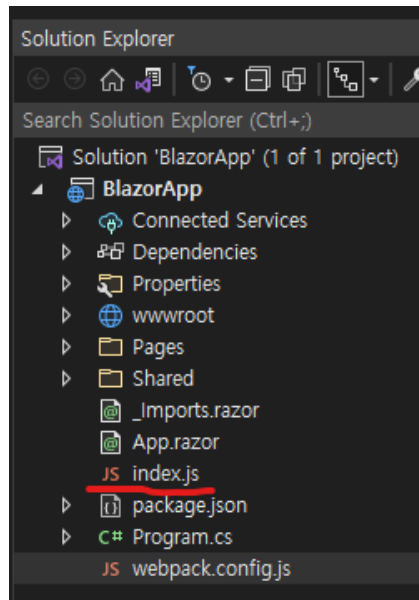 Solution Explorer
Search Solution Explorer (Ctrl+;)
Solution 'BlazorApp' (1 of 1 project)
BlazorApp
Connected Services
Dependencies
Properties
wwwroot
Pages
Shared
_Imports.razor
App.razor
JS index.js
package.json
C# Program.cs
JS webpack.config.js